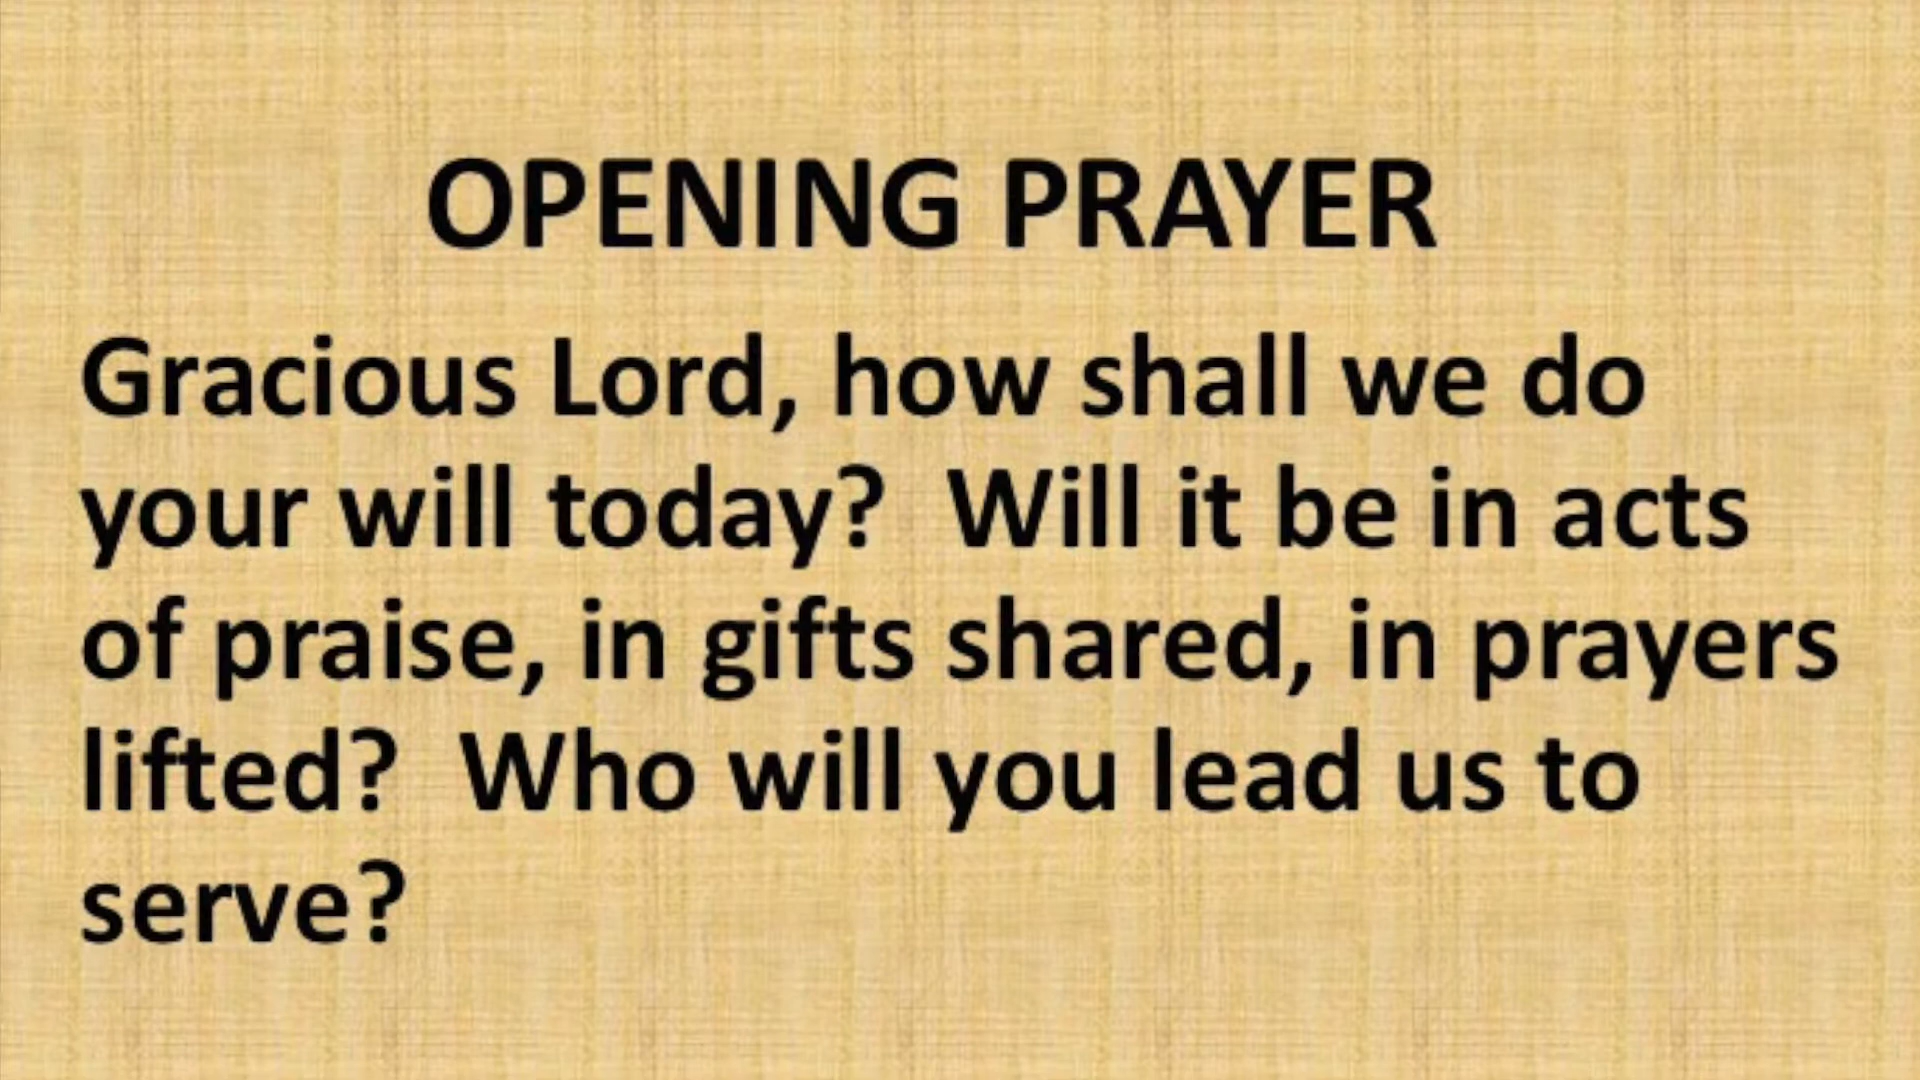 OPENING PRAYER
Gracious Lord, how shall we do
your will today?  Will it be in acts
of praise, in gifts shared, in prayers
lifted?  Who will you lead us to
serve?